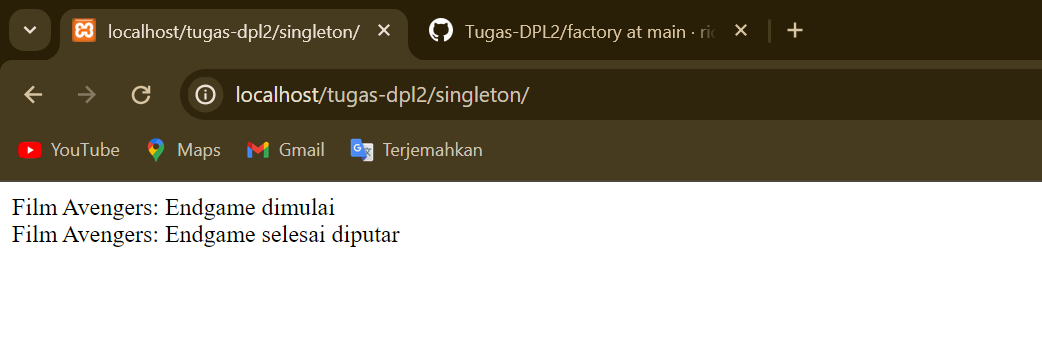 localhost/tugas-dpl2/singleton/
Tugas-DPL2/factory at main · ric
localhost/tugas-dpl2/singleton/
YouTube
Maps
Gmail
Terjemahkan
Film Avengers: Endgame dimulai
Film Avengers: Endgame selesai diputar